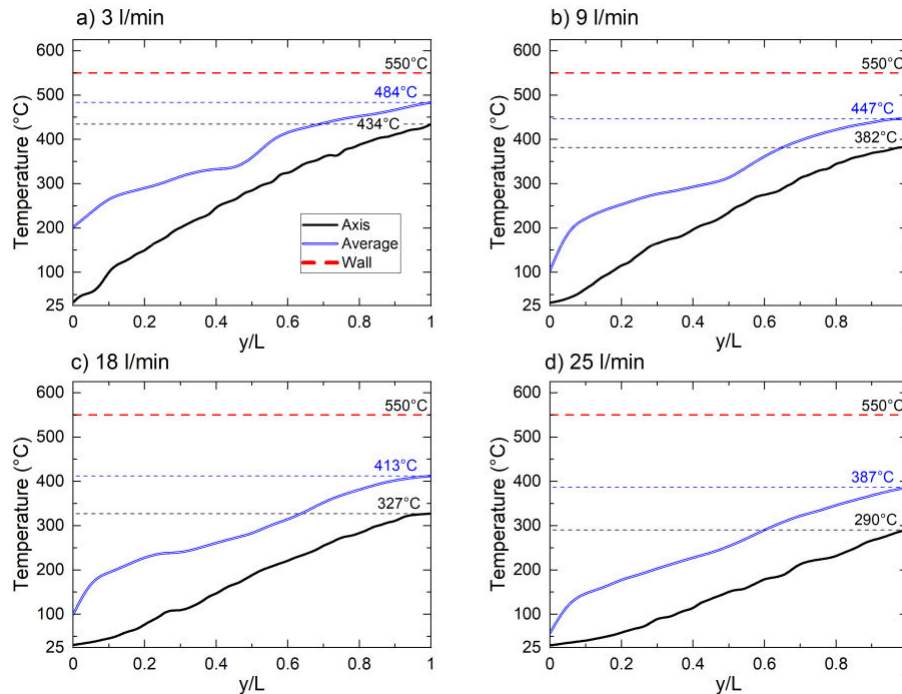 a) 3 l/min
600
500
400
300
200
100
25
Temperature (°C)
550°C
484°C
434°C
Axis
Average
Wall
0
0.2
0.4
0.6
0.8
1
y/L
b) 9 l/min
600
500
400
300
200
100
25
Temperature (°C)
550°C
447°C
382°C
0
0.2
0.4
0.6
0.8
1
y/L
c) 18 l/min
600
500
400
300
200
100
25
Temperature (°C)
550°C
413°C
327°C
0
0.2
0.4
0.6
0.8
1
y/L
d) 25 l/min
600
500
400
300
200
100
25
Temperature (°C)
550°C
387°C
290°C
0
0.2
0.4
0.6
0.8
1
y/L